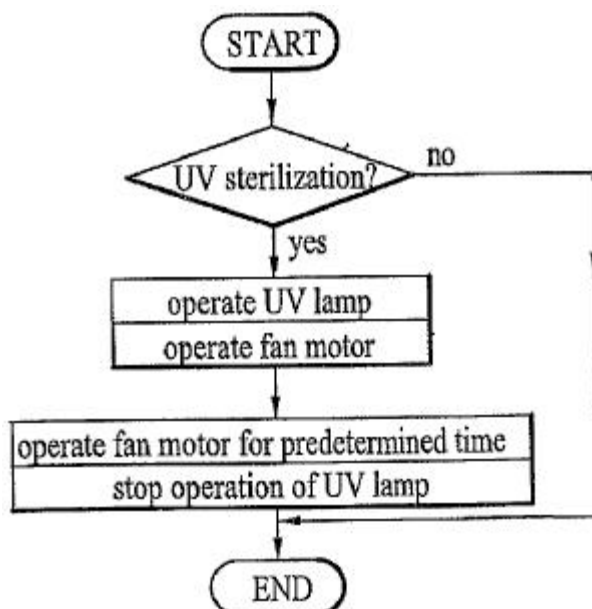 START
UV sterilization?
no
yes
operate UV lamp
operate fan motor
operate fan motor for predetermined time
stop operation of UV lamp
END